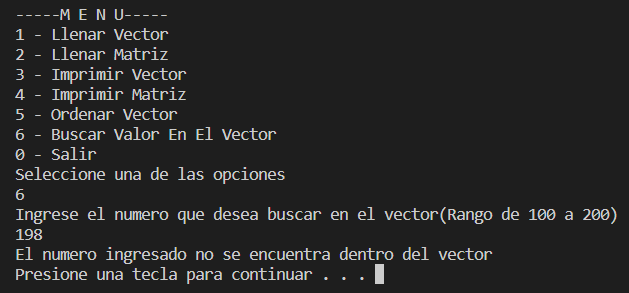 -----M E N U-----
1 - Llenar Vector
2 - Llenar Matriz
3 - Imprimir Vector
4 - Imprimir Matriz
5 - Ordenar Vector
6 - Buscar Valor En El Vector
0 - Salir
Seleccione una de las opciones
6
Ingrese el numero que desea buscar en el vector(Rango de 100 a 200)
198
El numero ingresado no se encuentra dentro del vector
Presione una tecla para continuar . . .